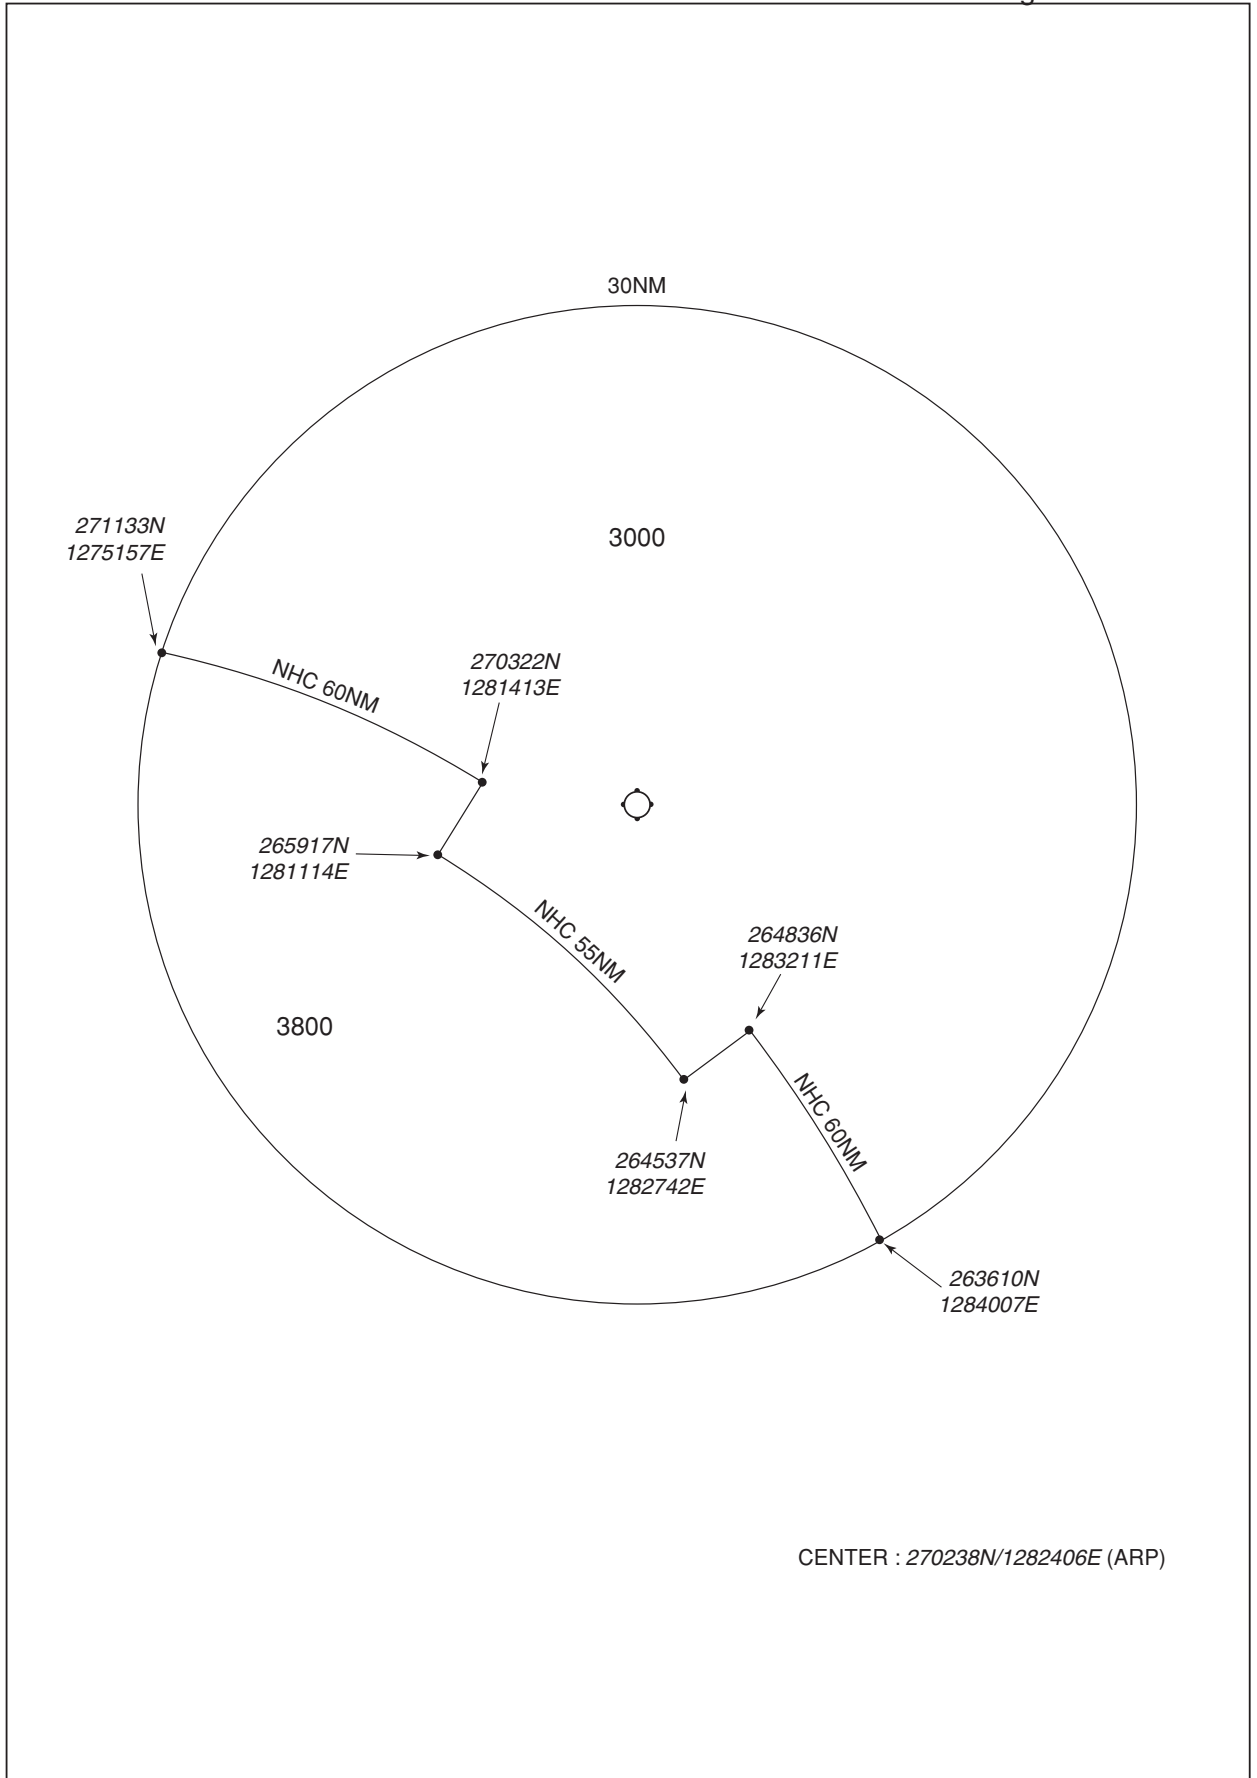 30NM
3000
271133N
1275157E
NHC 60NM
270322N
1281413E
265917N
1281114E
NHC 55NM
264836N
1283211E
3800
NHC 60NM
264537N
1282742E
263610N
1284007E
CENTER : 270238N/1282406E (ARP)